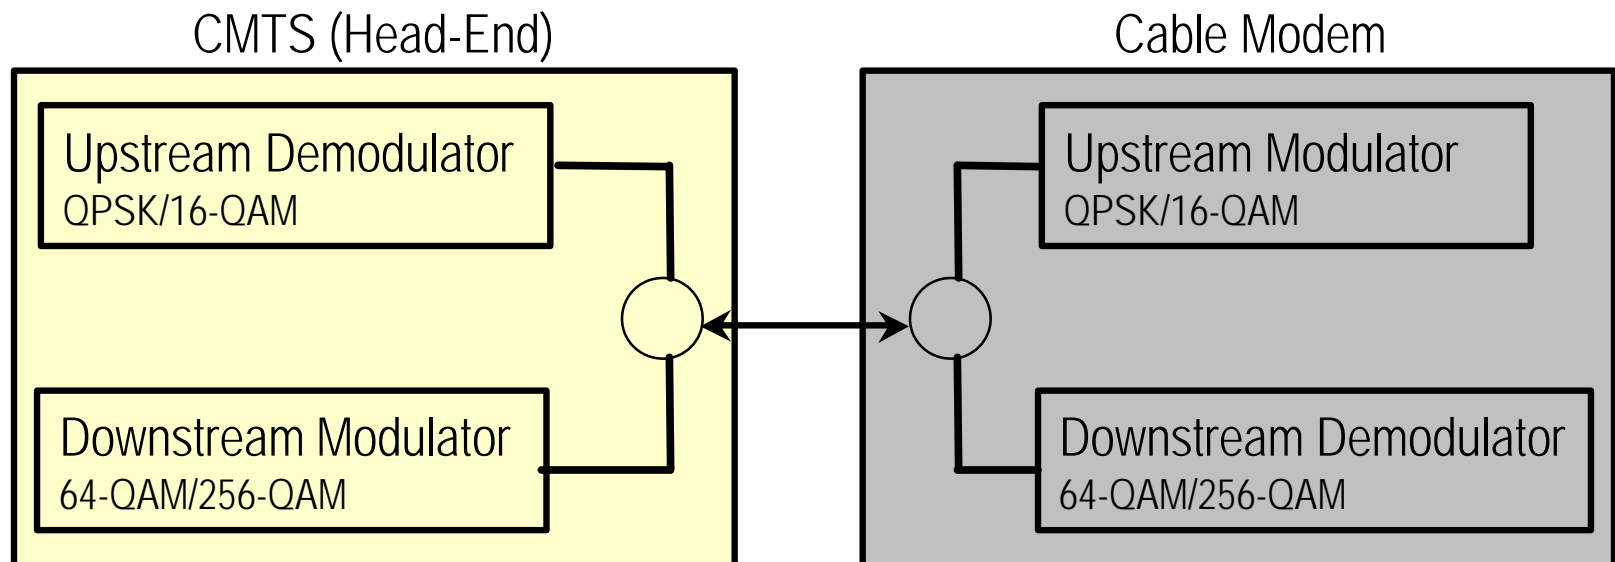 CMTS (Head-End)
Upstream Demodulator
QPSK/16-QAM
Downstream Modulator
64-QAM/256-QAM
Cable Modem
Upstream Modulator
QPSK/16-QAM
Downstream Demodulator
64-QAM/256-QAM